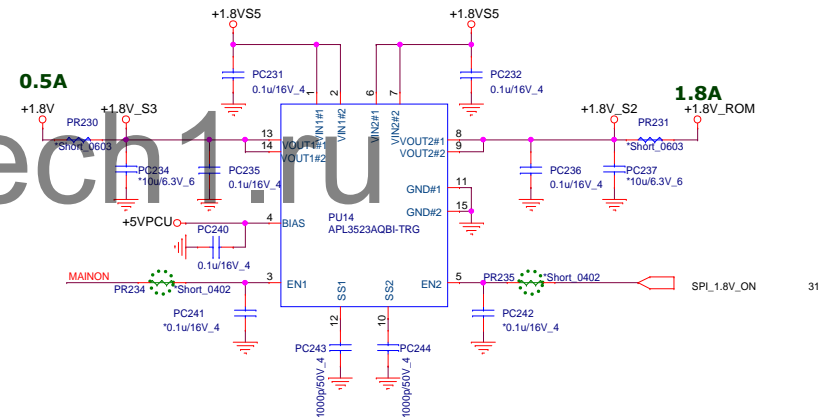 +1.8VS5
+1.8VS5
PC231
0.1u/16V_4
PC232
0.1u/16V_4
0.5A
1.8A
+1.8V
+1.8V_S3
+1.8V_S2
+1.8V_ROM
PR230
*Short_0603
PR231
*Short_0603
1
2
6
7
VIN1#1
VIN1#2
VIN2#1
VIN2#2
13
14
VOUT1#1
VOUT1#2
VOUT2#1
VOUT2#2
8
9
ech1.ru
PC234
*10u/6.3V_6
PC235
0.1u/16V_4
PC236
0.1u/16V_4
PC237
*10u/6.3V_6
GND#1
11
GND#2
15
+5VPCU
4
BIAS
PC240
0.1u/16V_4
PU14
APL3523AQBI-TRG
MAINON
PR234
*Short_0402
3
EN1
EN2
5
PR235
*Short_0402
SPI_1.8V_ON
31
SS1
SS2
12
10
PC241
*0.1u/16V_4
PC242
*0.1u/16V_4
PC243
1000p/50V_4
PC244
1000p/50V_4